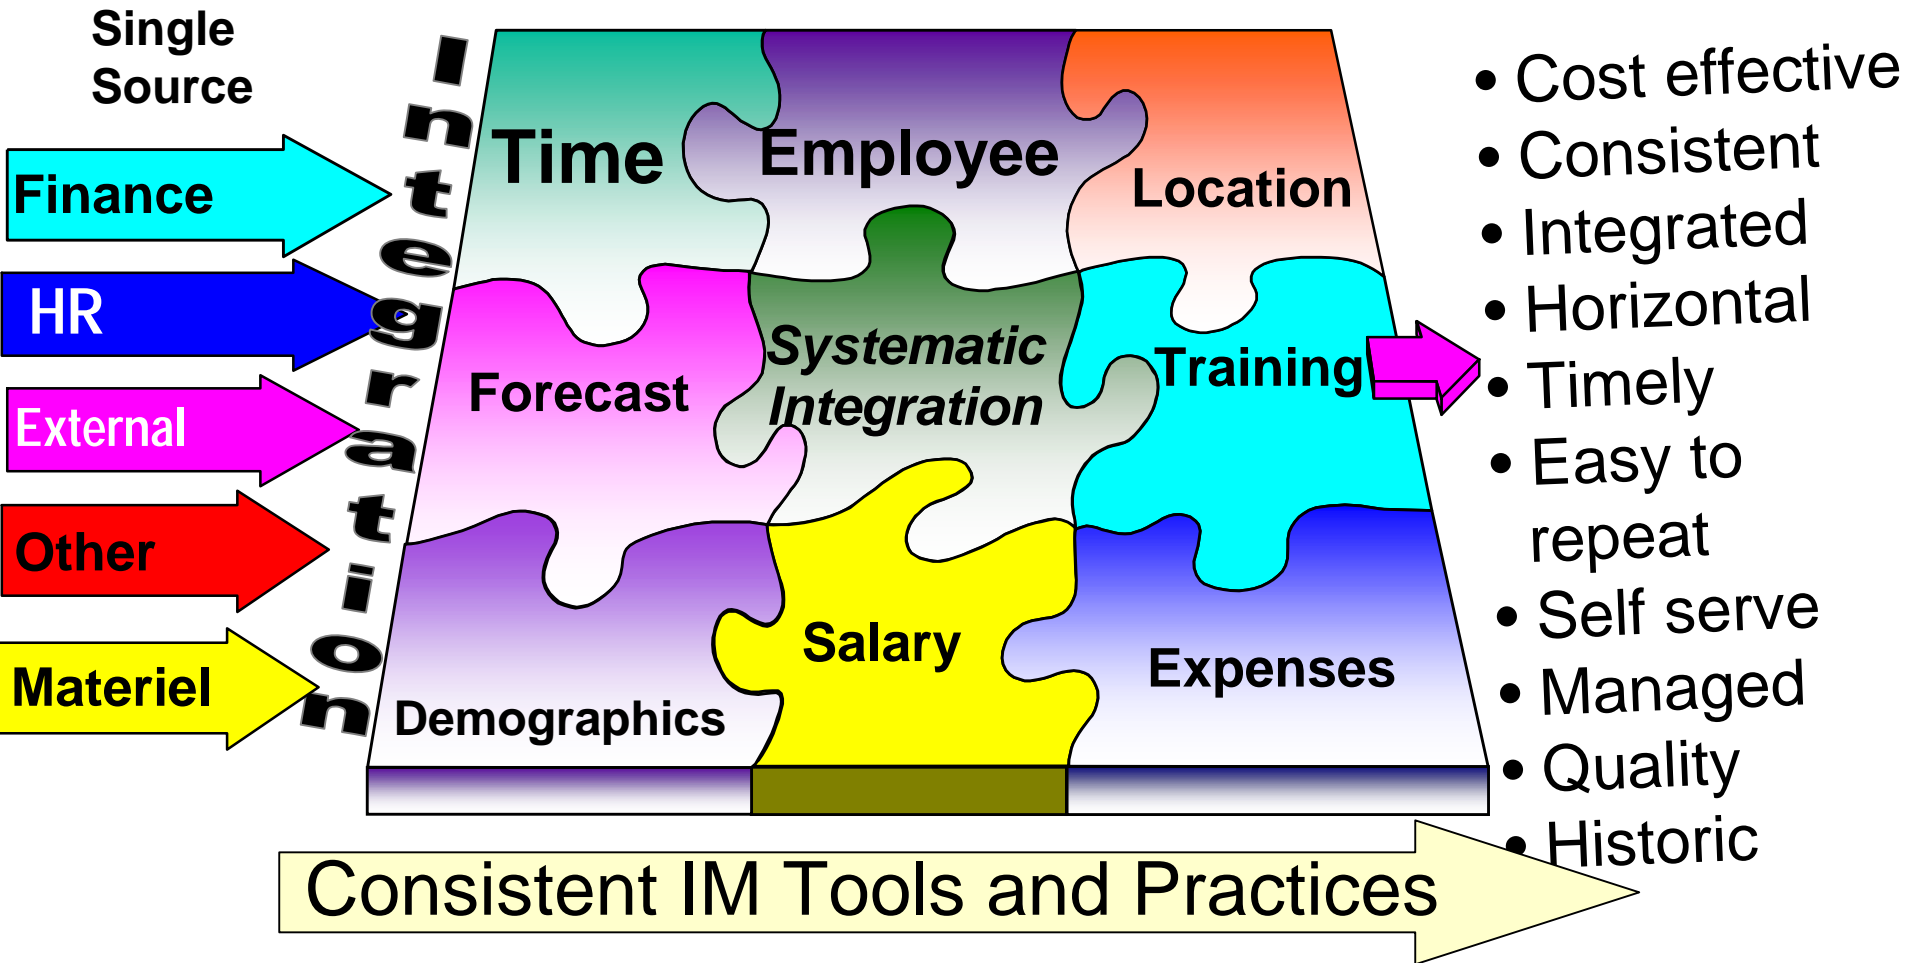 Single
Source
Finance
HR
External
Other
Materiel
Integration
Time
Employee
Location
Forecast
Systematic
Integration
Training
Demographics
Salary
Expenses
• Cost effective
• Consistent
• Integrated
• Horizontal
• Timely
• Easy to
repeat
• Self serve
• Managed
• Quality
• Historic
Consistent IM Tools and Practices